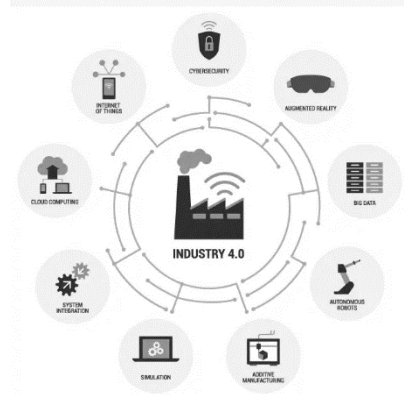 CYBERSECURITY
INTERNET
OF THINGS
AUGMENTED REALITY
CLOUD COMPUTING
BIG DATA
INDUSTRY 4.0
SYSTEM
INTEGRATION
AUTONOMOUS
ROBOTS
SIMULATION
ADDITIVE
MANUFACTURING